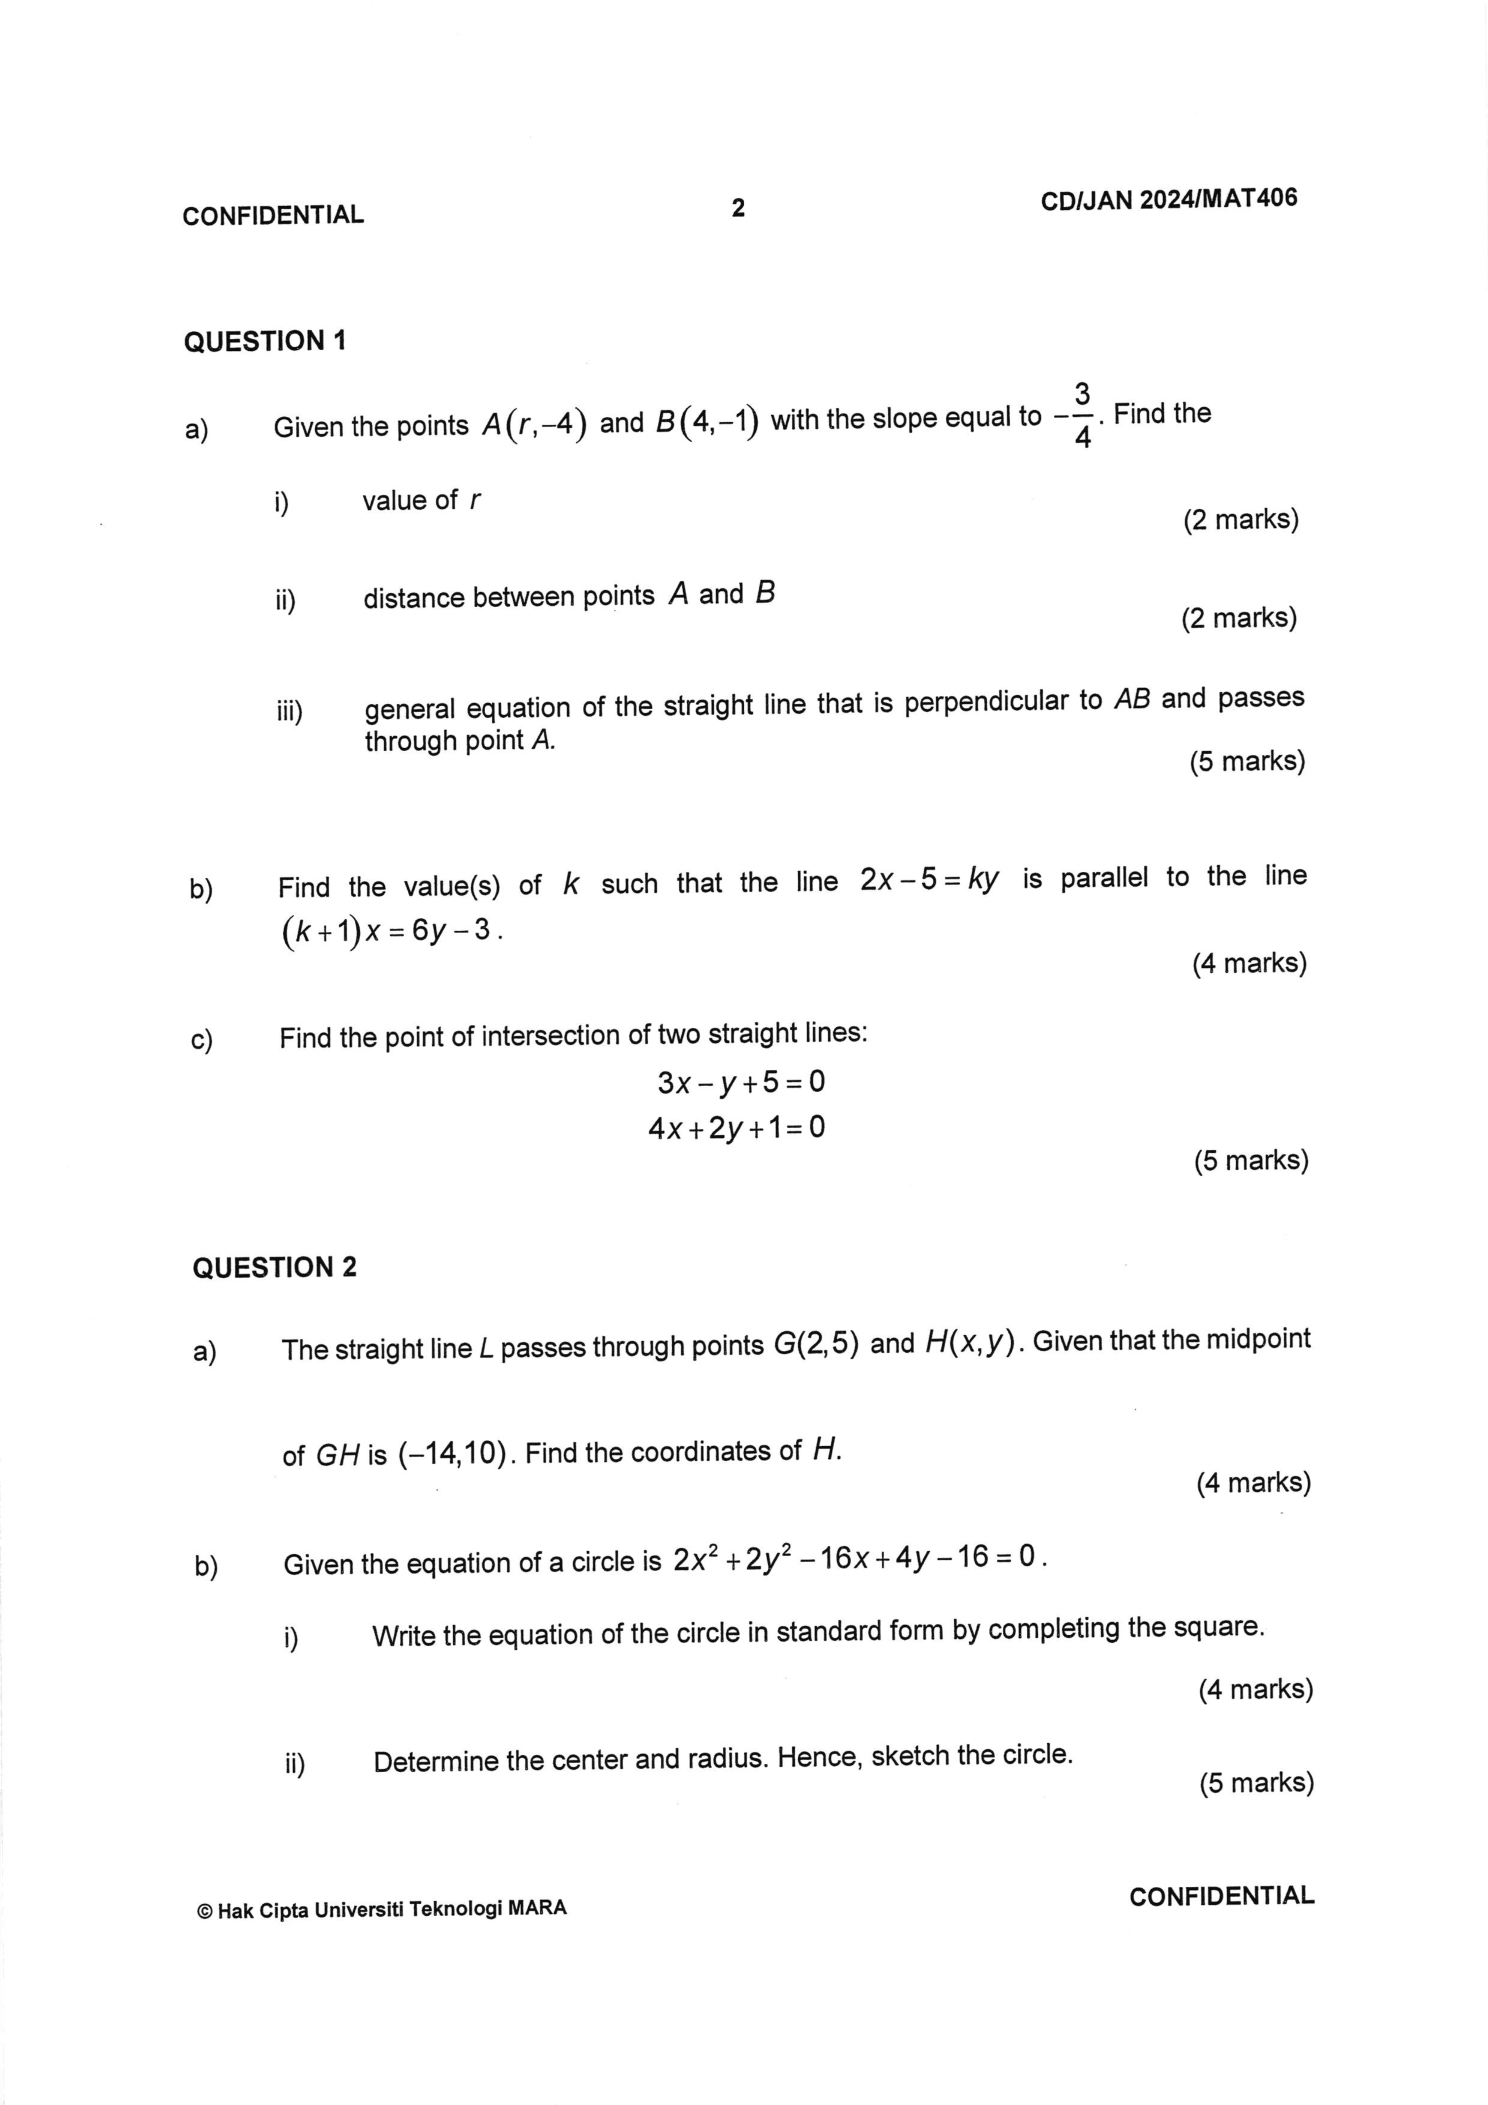 CONFIDENTIAL 2 CD/JAN 2024/MAT406
QUESTION 1
a) Given the points A(r,−4) and B(4,−1) with the slope equal to −3/4. Find the
i) value of r
(2 marks)
ii) distance between points A and B
(2 marks)
iii) general equation of the straight line that is perpendicular to AB and passes
through point A.
(5 marks)
b) Find the value(s) of k such that the line 2x−5=ky is parallel to the line
(k+1)x=6y−3.
(4 marks)
c) Find the point of intersection of two straight lines:
3x−y+5=0
4x+2y+1=0
(5 marks)
QUESTION 2
a) The straight line L passes through points G(2,5) and H(x,y). Given that the midpoint
of GH is (−14,10). Find the coordinates of H.
(4 marks)
b) Given the equation of a circle is 2x²+2y²−16x+4y−16=0.
i) Write the equation of the circle in standard form by completing the square.
(4 marks)
ii) Determine the center and radius. Hence, sketch the circle.
(5 marks)
© Hak Cipta Universiti Teknologi MARA CONFIDENTIAL